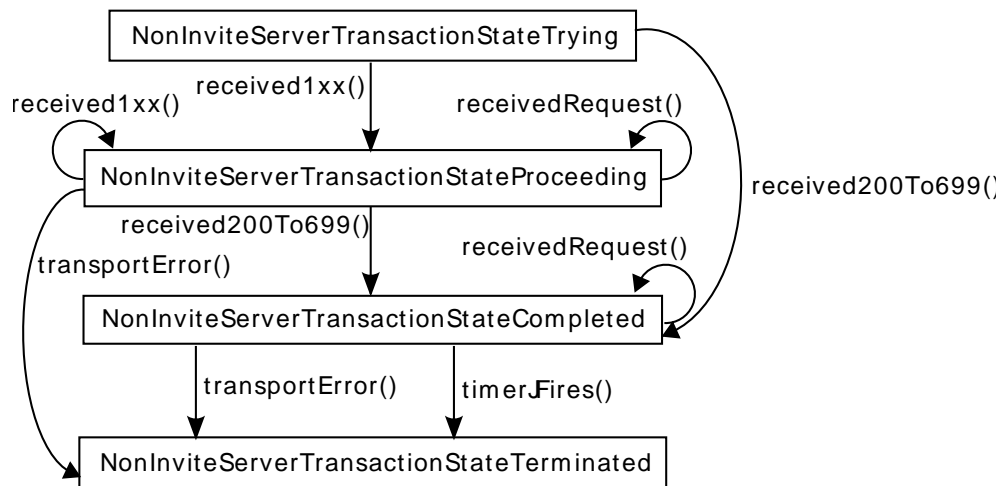 NonInviteServerTransactionStateTrying
received1xx()
received1xx()
receivedRequest()
NonInviteServerTransactionStateProceeding
received200To699()
received200To699()
receivedRequest()
transportError()
NonInviteServerTransactionStateCompleted
transportError()
timerJFires()
NonInviteServerTransactionStateTerminated